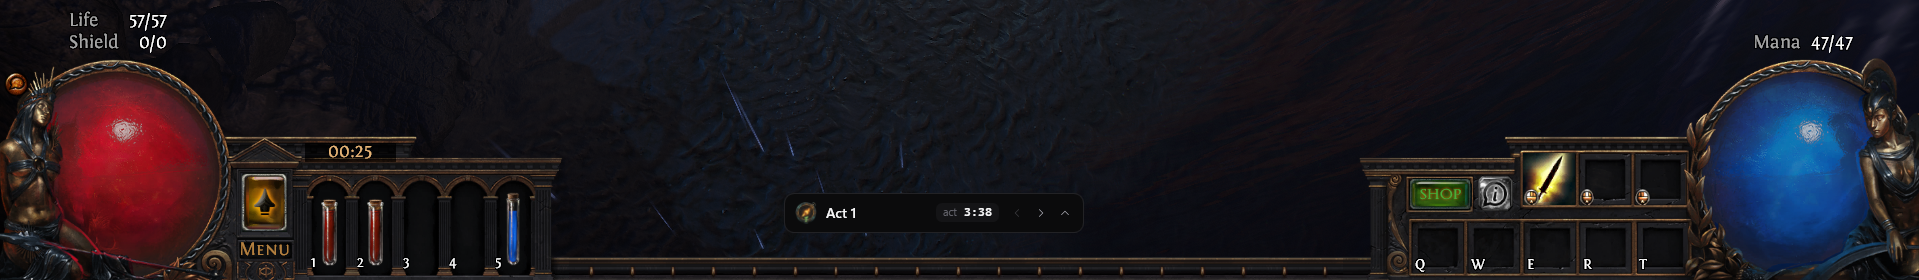 Life 57/57
Shield 0/0
Mana 47/47
00:25
MENU
1 2 3 4 5
Act 1 act 3:38
SHOP
Q W E R T